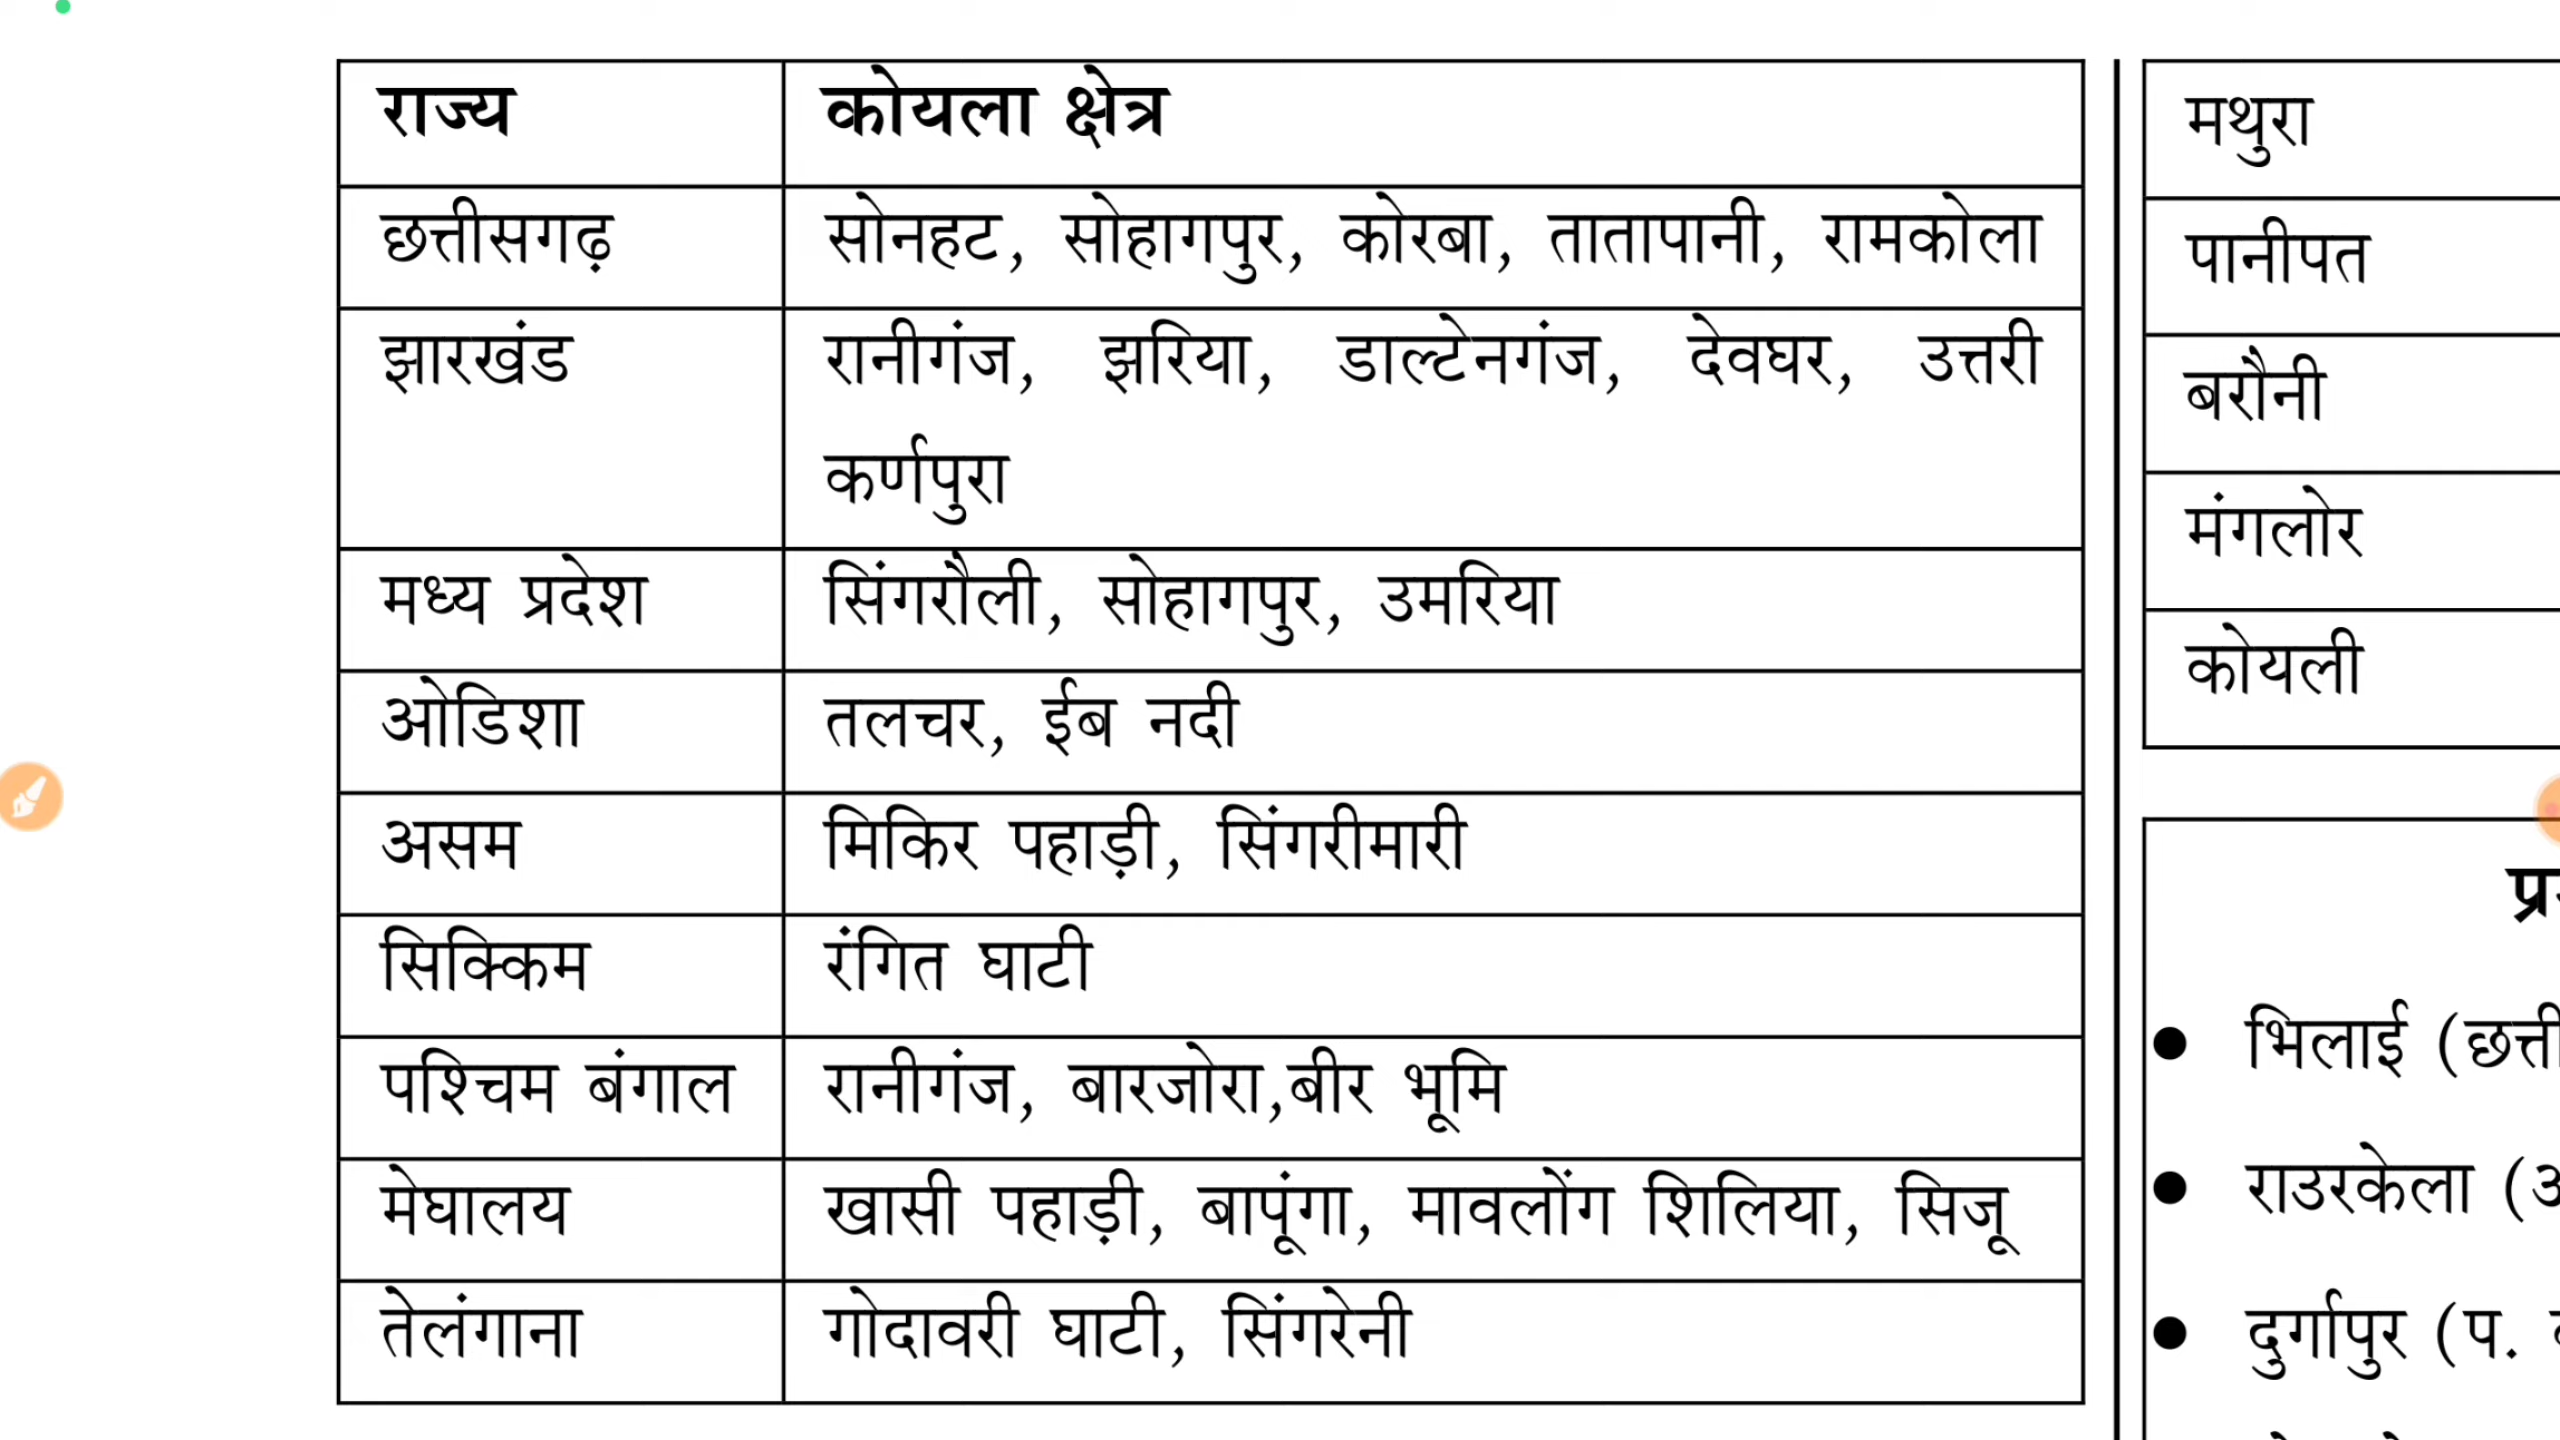 राज्य कोयला क्षेत्र
छत्तीसगढ़ सोनहट, सोहागपुर, कोरबा, तातापानी, रामकोला
झारखंड रानीगंज, झरिया, डाल्टेनगंज, देवघर, उत्तरी
कर्णपुरा
मध्य प्रदेश सिंगरौली, सोहागपुर, उमरिया
ओडिशा तलचर, ईब नदी
असम मिकिर पहाड़ी, सिंगरीमारी
सिक्किम रंगित घाटी
पश्चिम बंगाल रानीगंज, बारजोरा,बीर भूमि
मेघालय खासी पहाड़ी, बापूंगा, मावलोंग शिलिया, सिजू
तेलंगाना गोदावरी घाटी, सिंगरेनी
मथुरा
पानीपत
बरौनी
मंगलोर
कोयली
भिलाई
राउरकेला
दुर्गापुर (प.